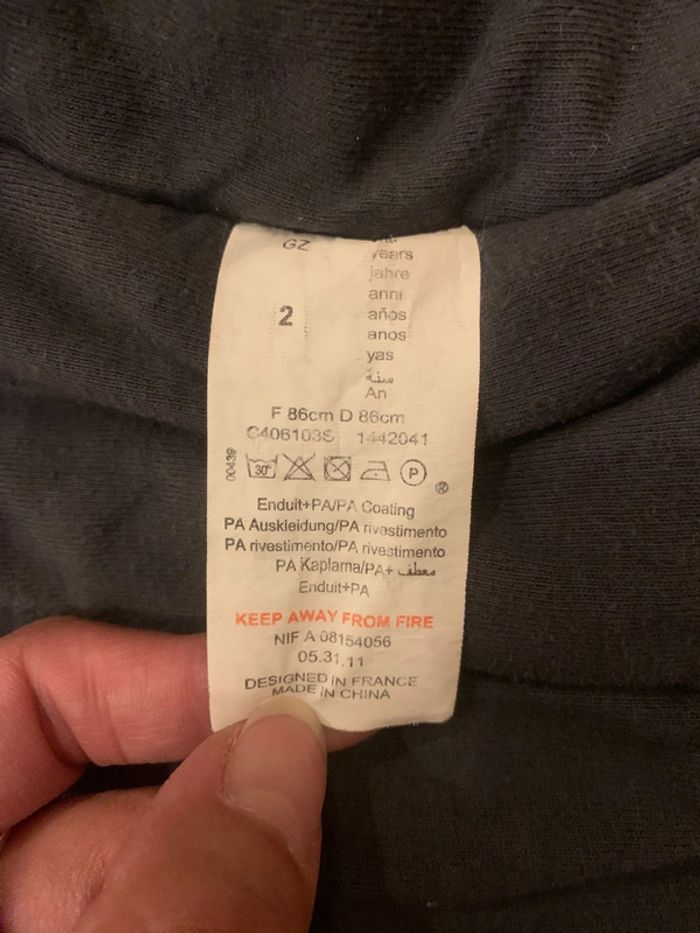 GZ
years
jahre
anni
2 años
anos
yas
سنة
An
F 86cm D 86cm
C406103S 1442041
00439
30°
P
®
Enduit+PA/PA Coating
PA Auskleidung/PA rivestimento
PA rivestimento/PA rivestimento
PA Kaplama/PA+ معطف
Enduit+PA
KEEP AWAY FROM FIRE
NIF A 08154056
05.31.11
DESIGNED IN FRANCE
MADE IN CHINA